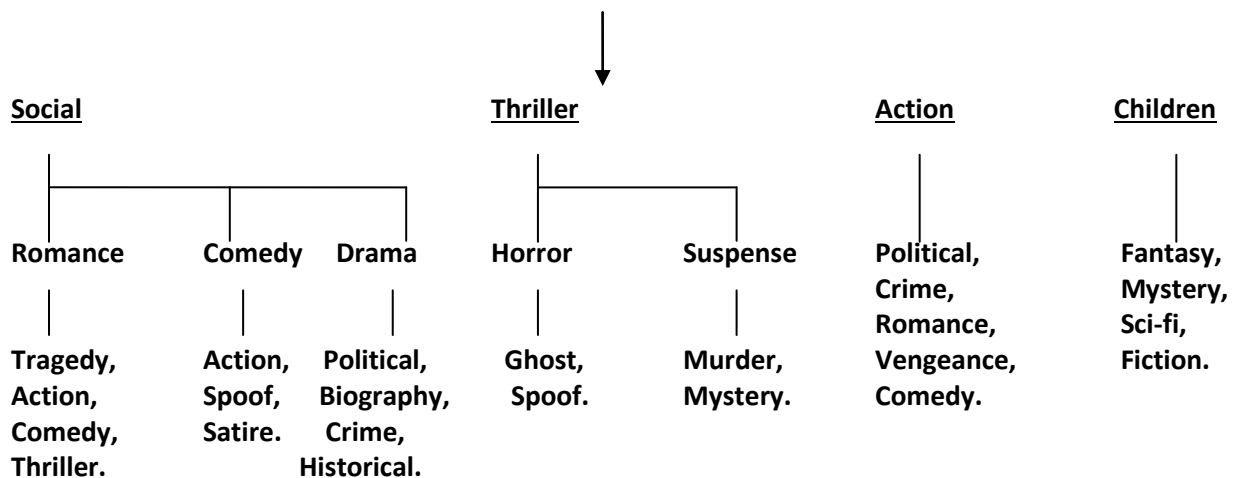 Social Thriller Action Children
Romance Comedy Drama Horror Suspense Political, Fantasy,
Crime, Mystery,
Romance, Sci-fi,
Tragedy, Action, Political, Ghost, Murder, Vengeance, Fiction.
Action, Spoof, Biography, Spoof. Mystery. Comedy.
Comedy, Satire. Crime,
Thriller. Historical.